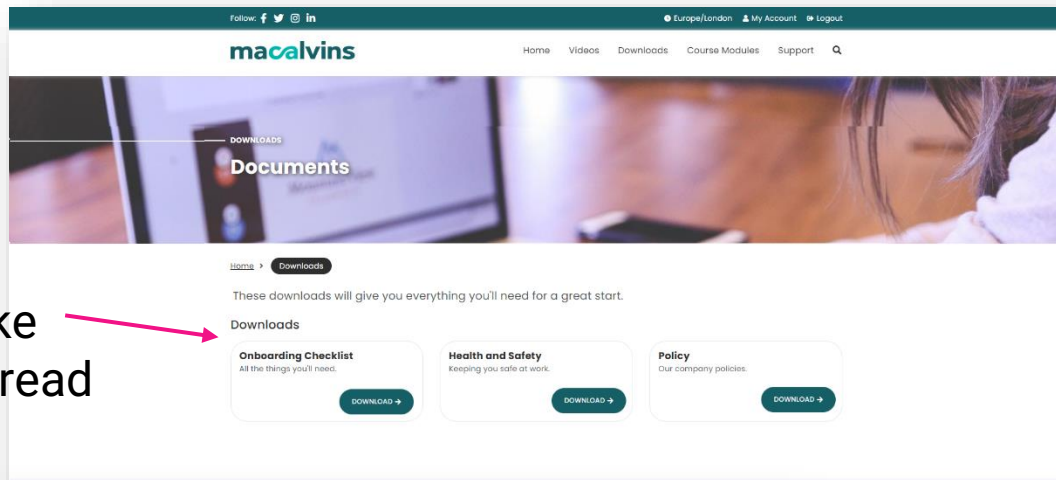 Follow:
Europe/London My Account Logout
macalvins
Home Videos Downloads Course Modules Support
DOWNLOADS
Documents
Home > Downloads
These downloads will give you everything you'll need for a great start.
Downloads
Onboarding Checklist
All the things you'll need.
DOWNLOAD →
Health and Safety
Keeping you safe at work.
DOWNLOAD →
Policy
Our company policies.
DOWNLOAD →
read